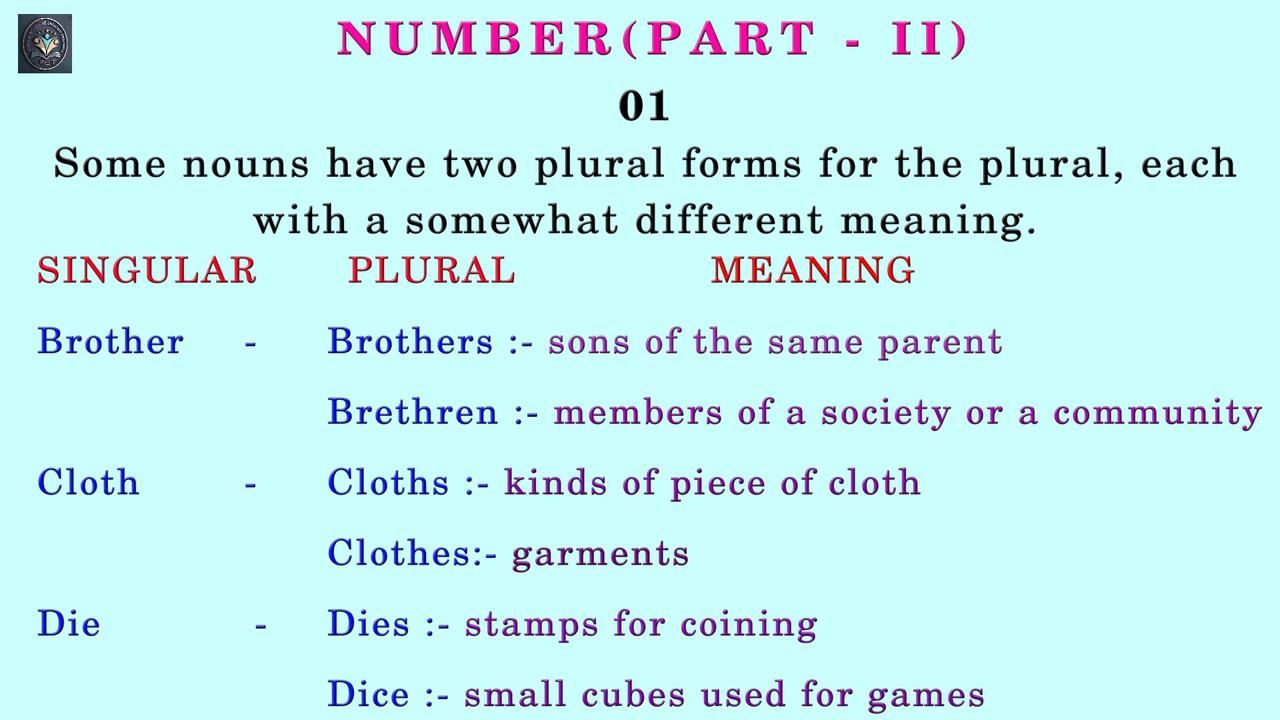 NUMBER(PART - II)
01
Some nouns have two plural forms for the plural, each
with a somewhat different meaning.
SINGULAR PLURAL MEANING
Brother - Brothers :- sons of the same parent
Brethren :- members of a society or a community
Cloth - Cloths :- kinds of piece of cloth
Clothes:- garments
Die - Dies :- stamps for coining
Dice :- small cubes used for games